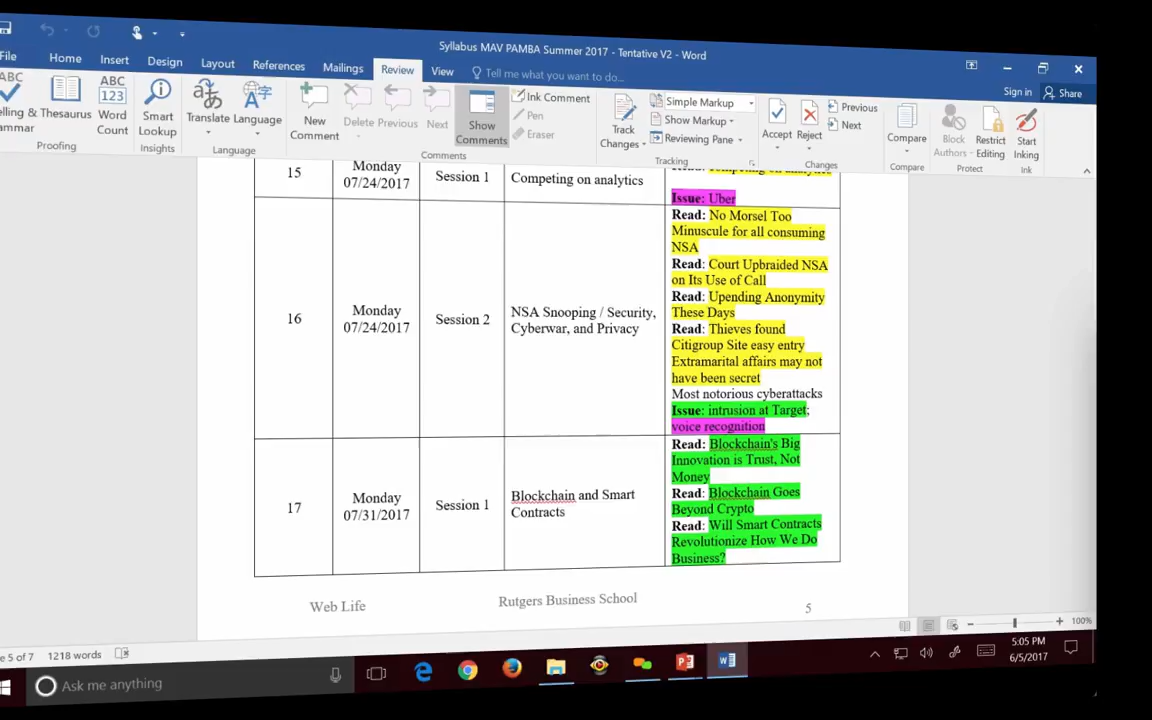 Syllabus MAV PAMBA Summer 2017 - Tentative V2 - Word
File Home Insert Design Layout References Mailings Review View Tell me what you want to do... Sign in Share
ABC
Thesaurus
ABC
123
Word
Count
Proofing
Smart
Lookup
Insights
Translate Language
Language
New
Comment
Delete Previous Next
Show
Comments
Comments
Ink Comment
Pen
Eraser
Track
Changes
Simple Markup
Show Markup
Reviewing Pane
Tracking
Accept Reject
Previous
Next
Changes
Compare
Compare
Block
Authors
Restrict
Editing
Protect
Start
Inking
Ink
15
Monday
07/24/2017
Session 1
Competing on analytics
Issue: Uber
16
Monday
07/24/2017
Session 2
NSA Snooping / Security,
Cyberwar, and Privacy
Read: No Morsel Too
Minuscule for all consuming
NSA
Read: Court Upbraided NSA
on Its Use of Call
Read: Upending Anonymity
These Days
Read: Thieves found
Citigroup Site easy entry
Extramarital affairs may not
have been secret
Most notorious cyberattacks
Issue: intrusion at Target;
voice recognition
17
Monday
07/31/2017
Session 1
Blockchain and Smart
Contracts
Read: Blockchain's Big
Innovation is Trust, Not
Money
Read: Blockchain Goes
Beyond Crypto
Read: Will Smart Contracts
Revolutionize How We Do
Business?
Web Life Rutgers Business School 5
5 of 7 1218 words 100%
Ask me anything
5:05 PM
6/5/2017